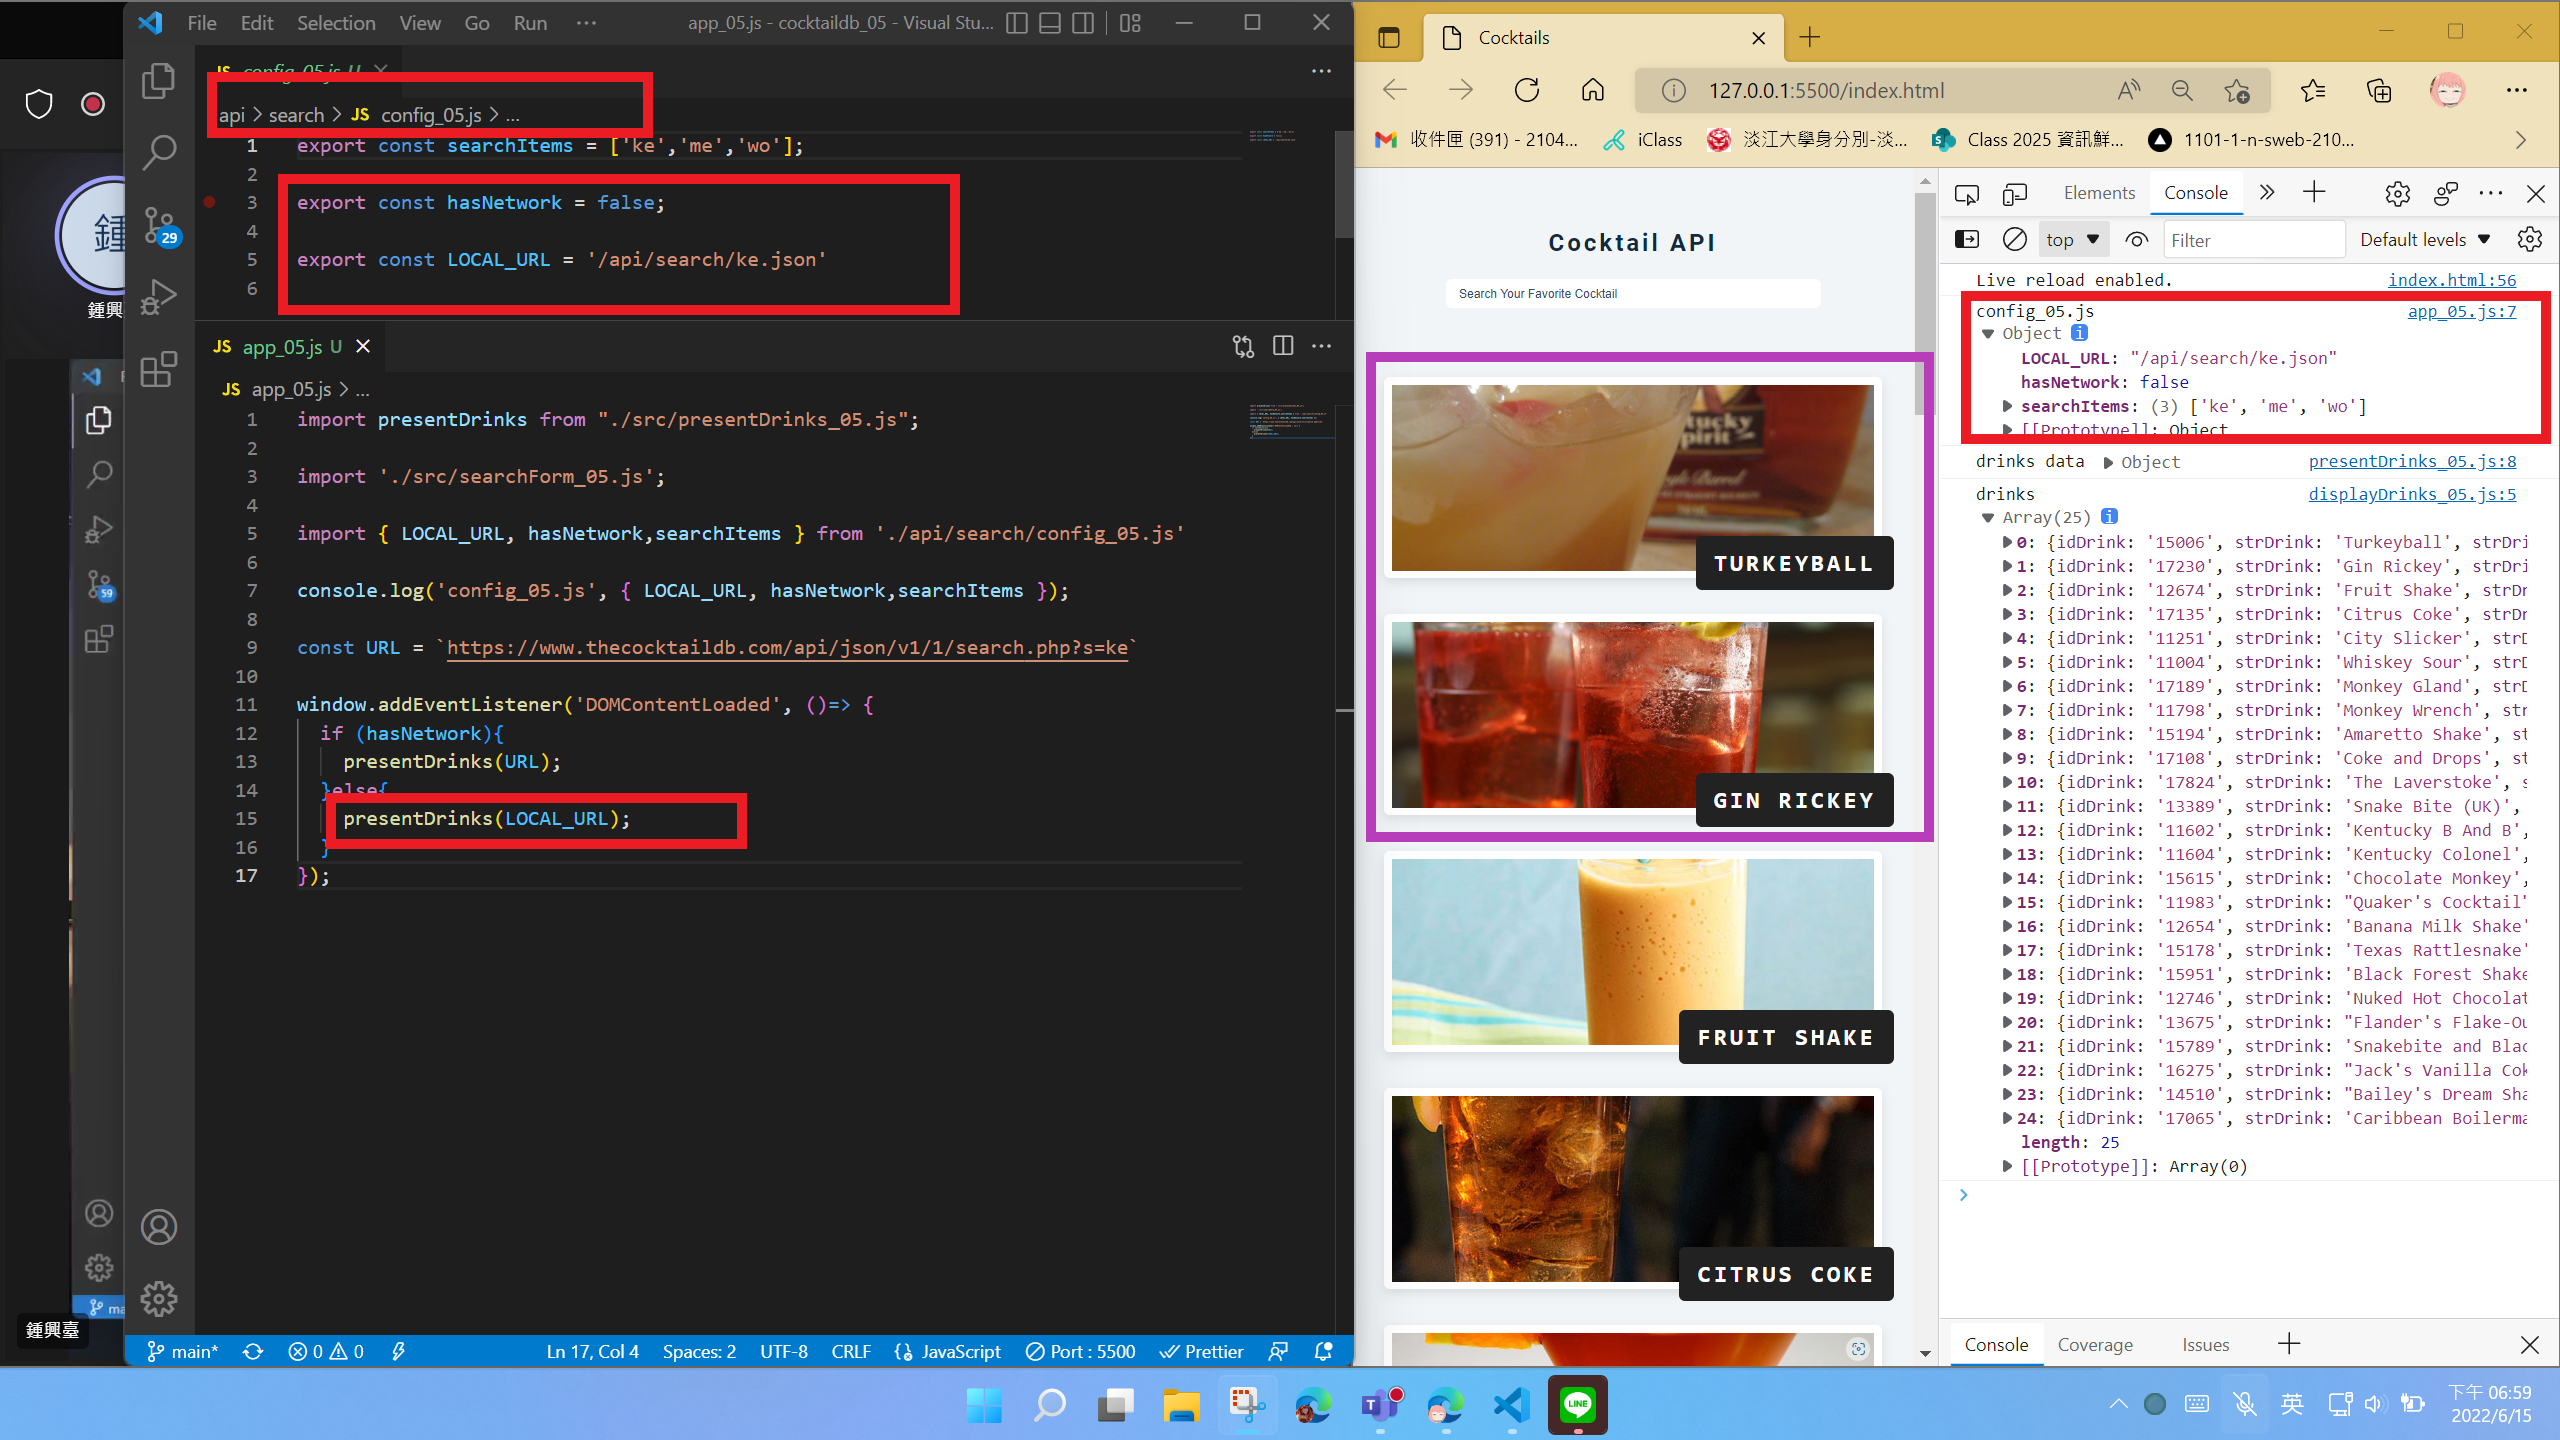 File Edit Selection View Go Run ··· app_05.js - cocktaildb_05 - Visual Stu...
JS config_05.js U
api > search > JS config_05.js > ...
1 export const searchItems = ['ke','me','wo'];
2
3 export const hasNetwork = false;
4
5 export const LOCAL_URL = '/api/search/ke.json'
6
JS app_05.js U
JS app_05.js > ...
1 import presentDrinks from "./src/presentDrinks_05.js";
2
3 import './src/searchForm_05.js';
4
5 import { LOCAL_URL, hasNetwork,searchItems } from './api/search/config_05.js'
6
7 console.log('config_05.js', { LOCAL_URL, hasNetwork,searchItems });
8
9 const URL = `https://www.thecocktaildb.com/api/json/v1/1/search.php?s=ke`
10
11 window.addEventListener('DOMContentLoaded', ()=> {
12 if (hasNetwork){
13 presentDrinks(URL);
14 }else{
15 presentDrinks(LOCAL_URL);
16 }
17 });
29
鍾
鍾興
59
ma
鍾興臺
main* 0 0 Ln 17, Col 4 Spaces: 2 UTF-8 CRLF JavaScript Port : 5500 Prettier
Cocktails
127.0.0.1:5500/index.html
收件匣 (391) - 2104... iClass 淡江大學身分別-淡... Class 2025 資訊鮮... 1101-1-n-sweb-210...
Cocktail API
Search Your Favorite Cocktail
TURKEYBALL
GIN RICKEY
FRUIT SHAKE
CITRUS COKE
Elements Console
top Filter Default levels
Live reload enabled. index.html:56
config_05.js app_05.js:7
Object
LOCAL_URL: "/api/search/ke.json"
hasNetwork: false
searchItems: (3) ['ke', 'me', 'wo']
[[Prototype]]: Object
drinks data Object presentDrinks_05.js:8
drinks displayDrinks_05.js:5
Array(25)
0: {idDrink: '15006', strDrink: 'Turkeyball', strDri
1: {idDrink: '17230', strDrink: 'Gin Rickey', strDri
2: {idDrink: '12674', strDrink: 'Fruit Shake', strDr
3: {idDrink: '17135', strDrink: 'Citrus Coke', strDr
4: {idDrink: '11251', strDrink: 'City Slicker', strD
5: {idDrink: '11004', strDrink: 'Whiskey Sour', strD
6: {idDrink: '17189', strDrink: 'Monkey Gland', strD
7: {idDrink: '11798', strDrink: 'Monkey Wrench', str
8: {idDrink: '15194', strDrink: 'Amaretto Shake', st
9: {idDrink: '17108', strDrink: 'Coke and Drops', st
10: {idDrink: '17824', strDrink: 'The Laverstoke', s
11: {idDrink: '13389', strDrink: 'Snake Bite (UK)',
12: {idDrink: '11602', strDrink: 'Kentucky B And B',
13: {idDrink: '11604', strDrink: 'Kentucky Colonel',
14: {idDrink: '15615', strDrink: 'Chocolate Monkey',
15: {idDrink: '11983', strDrink: "Quaker's Cocktail"
16: {idDrink: '12654', strDrink: 'Banana Milk Shake'
17: {idDrink: '15178', strDrink: 'Texas Rattlesnake'
18: {idDrink: '15951', strDrink: 'Black Forest Shake
19: {idDrink: '12746', strDrink: 'Nuked Hot Chocolat
20: {idDrink: '13675', strDrink: "Flander's Flake-Ou
21: {idDrink: '15789', strDrink: 'Snakebite and Blac
22: {idDrink: '16275', strDrink: "Jack's Vanilla Cok
23: {idDrink: '14510', strDrink: "Bailey's Dream Sha
24: {idDrink: '17065', strDrink: 'Caribbean Boilerma
length: 25
[[Prototype]]: Array(0)
Console Coverage Issues
LINE
英
下午 06:59
2022/6/15